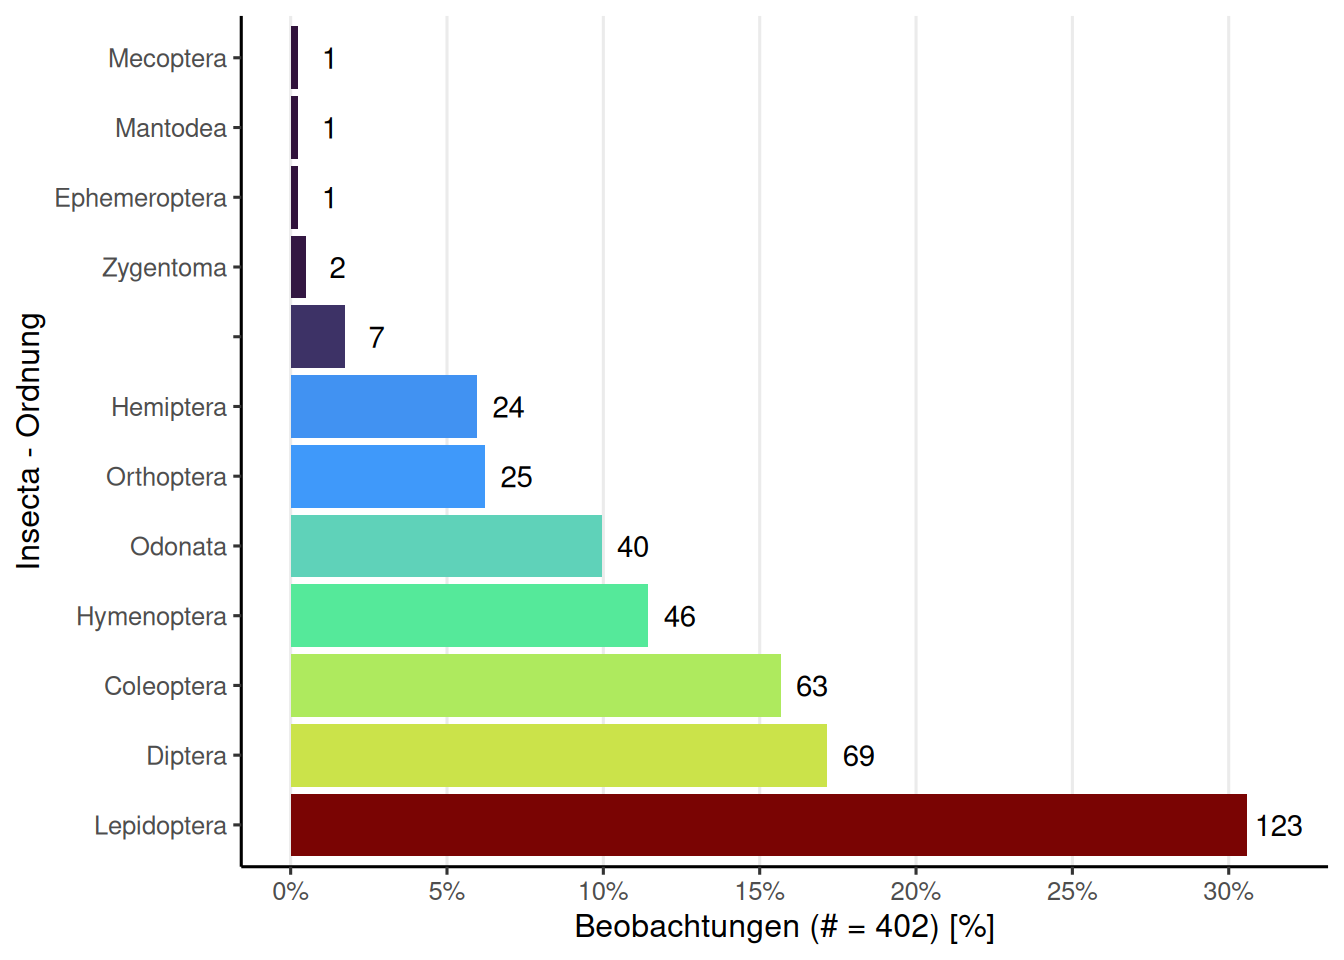 Insecta - Ordnung
Mecoptera 1
Mantodea 1
Ephemeroptera 1
Zygentoma 2
7
Hemiptera 24
Orthoptera 25
Odonata 40
Hymenoptera 46
Coleoptera 63
Diptera 69
Lepidoptera 123
0% 5% 10% 15% 20% 25% 30%
Beobachtungen (# = 402) [%]